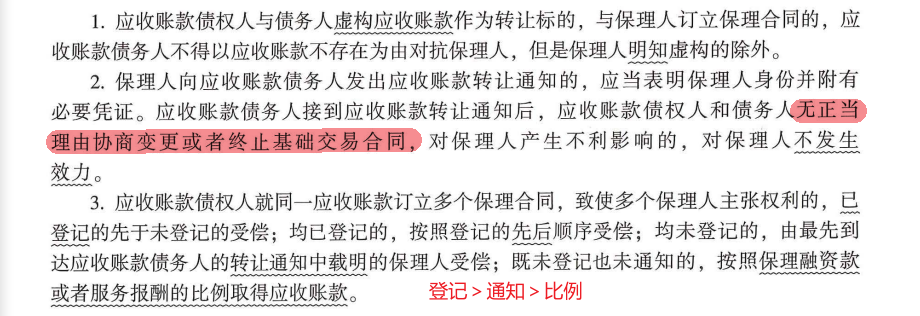 1. 应收账款债权人与债务人虚构应收账款作为转让标的，与保理人订立保理合同的，应
收账款债务人不得以应收账款不存在为由对抗保理人，但是保理人明知虚构的除外。
2. 保理人向应收账款债务人发出应收账款转让通知的，应当表明保理人身份并附有
必要凭证。应收账款债务人接到应收账款转让通知后，应收账款债权人和债务人无正当
理由协商变更或者终止基础交易合同，对保理人产生不利影响的，对保理人不发生
效力。
3. 应收账款债权人就同一应收账款订立多个保理合同，致使多个保理人主张权利的，已
登记的先于未登记的受偿；均已登记的，按照登记的先后顺序受偿；均未登记的，由最先到
达应收账款债务人的转让通知中载明的保理人受偿；既未登记也未通知的，按照保理融资款
或者服务报酬的比例取得应收账款。 登记 > 通知 > 比例